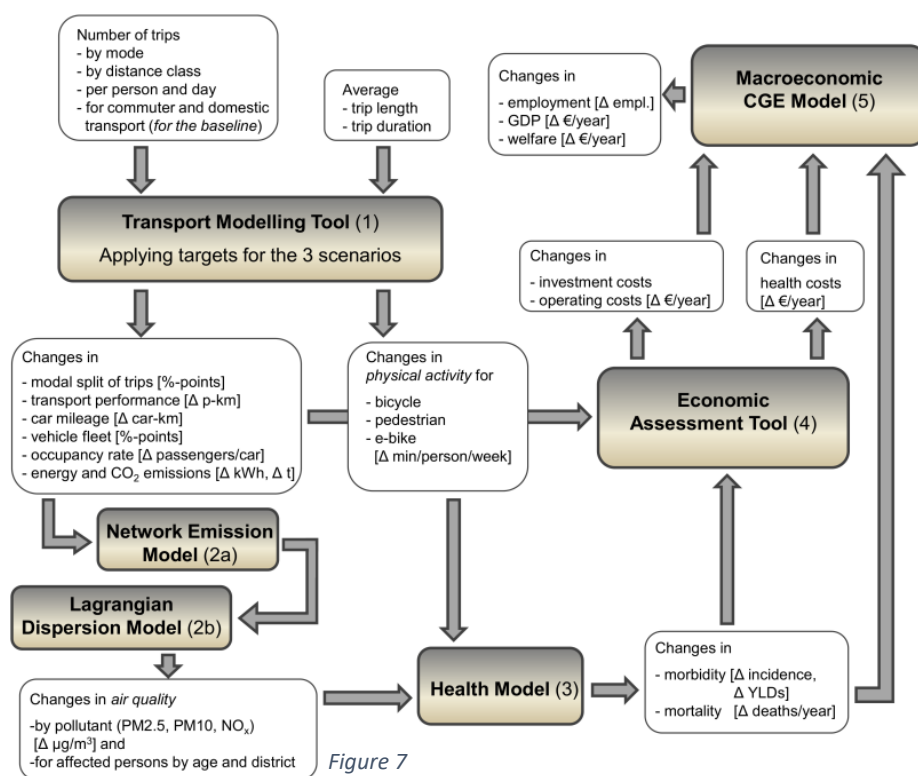 Number of trips
- by mode
- by distance class
- per person and day
- for commuter and domestic
transport (for the baseline)
Average
- trip length
- trip duration
Changes in
- employment [Δ empl.]
- GDP [Δ €/year]
- welfare [Δ €/year]
Macroeconomic
CGE Model (5)
Transport Modelling Tool (1)
Applying targets for the 3 scenarios
Changes in
- investment costs
- operating costs [Δ €/year]
Changes in
health costs
[Δ €/year]
Changes in
- modal split of trips [%-points]
- transport performance [Δ p-km]
- car mileage [Δ car-km]
- vehicle fleet [%-points]
- occupancy rate [Δ passengers/car]
- energy and CO₂ emissions [Δ kWh, Δ t]
Changes in
physical activity for
- bicycle
- pedestrian
- e-bike
[Δ min/person/week]
Economic
Assessment Tool (4)
Network Emission
Model (2a)
Lagrangian
Dispersion Model (2b)
Changes in air quality
-by pollutant (PM2.5, PM10, NOₓ)
[Δ µg/m³] and
-for affected persons by age and district
Health Model (3)
Changes in
- morbidity [Δ incidence,
Δ YLDs]
- mortality [Δ deaths/year]
Figure 7